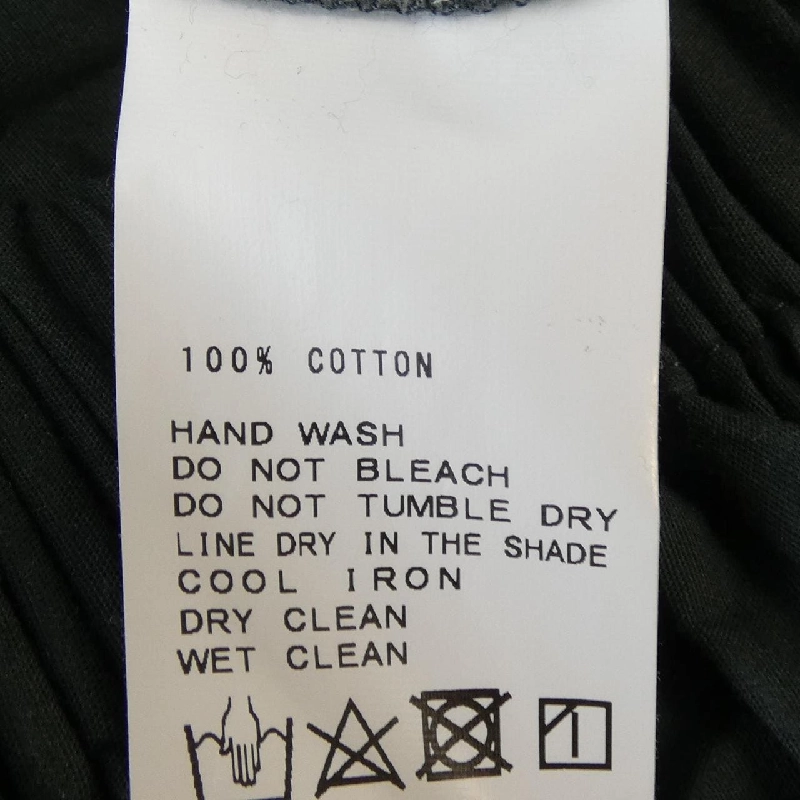 100% COTTON
HAND WASH
DO NOT BLEACH
DO NOT TUMBLE DRY
LINE DRY IN THE SHADE
COOL IRON
DRY CLEAN
WET CLEAN